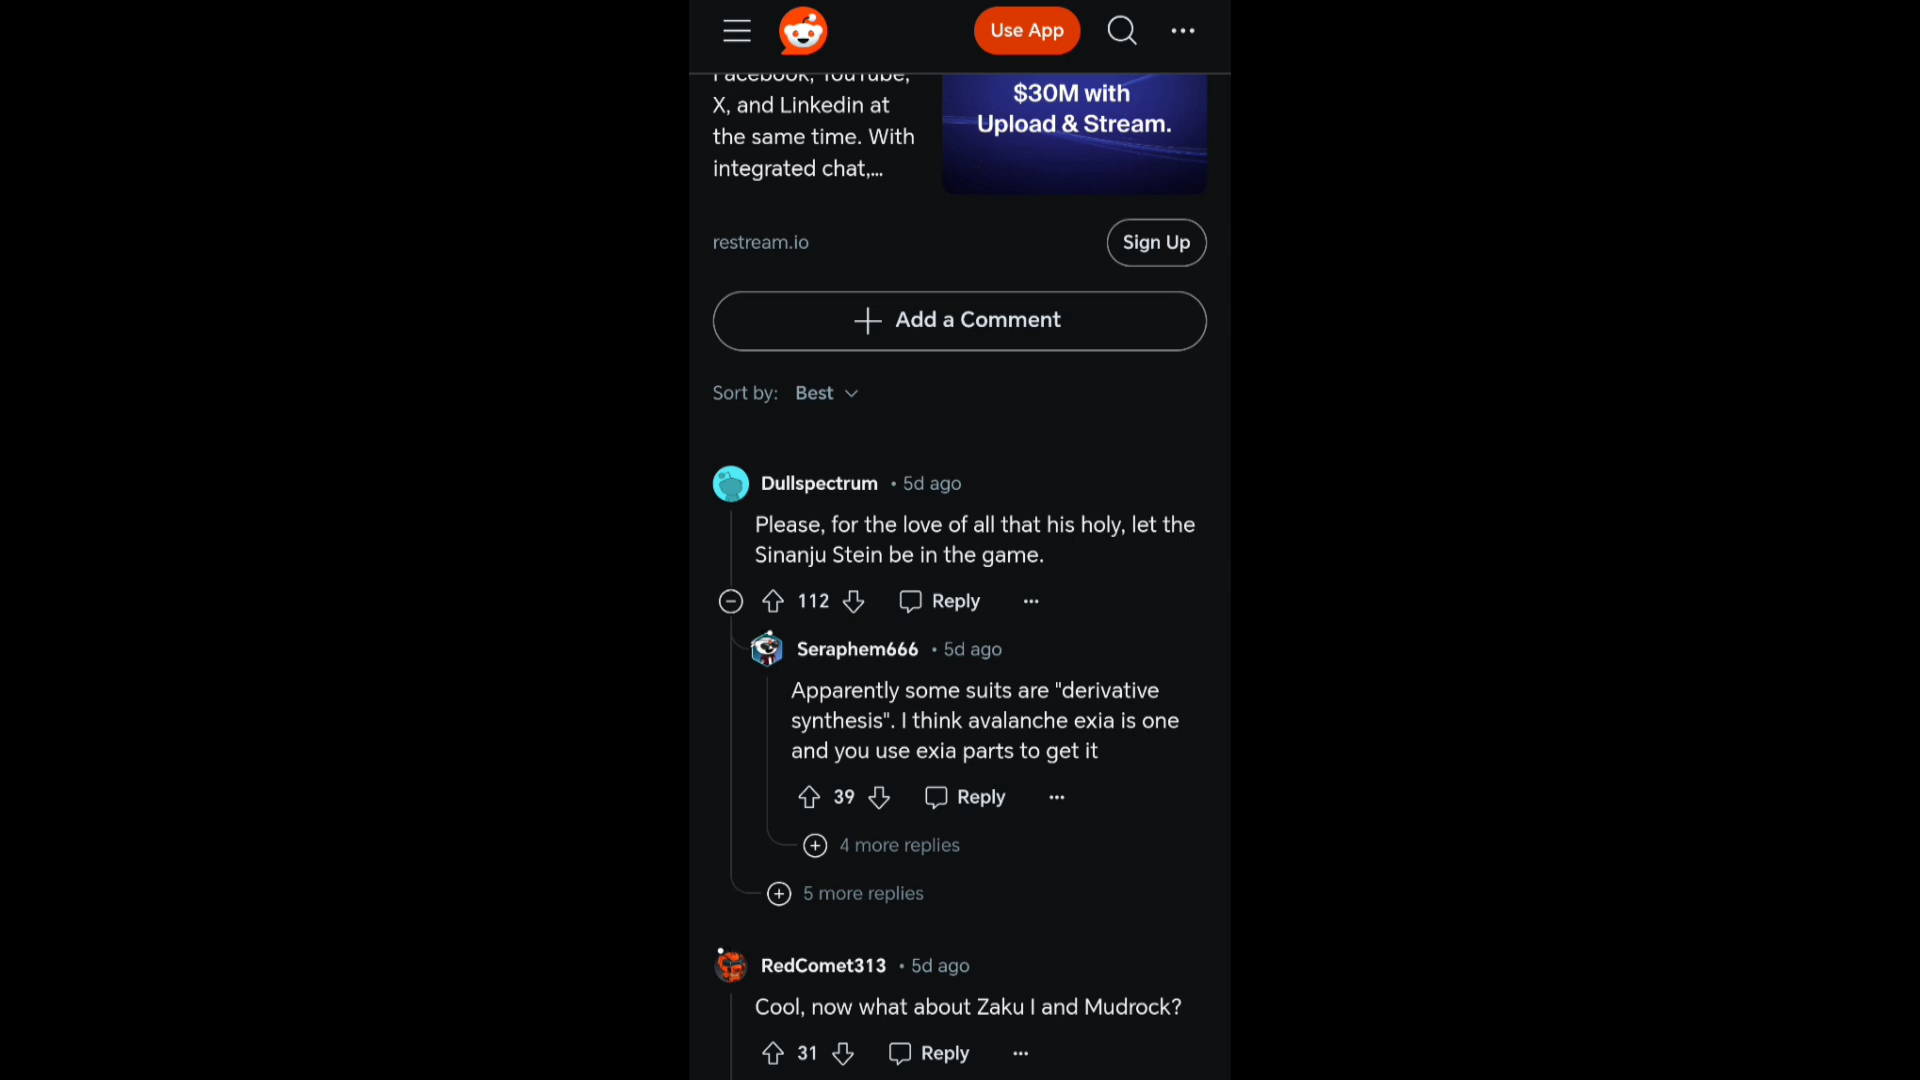 Use App
Facebook, YouTube,
X, and Linkedin at
the same time. With
integrated chat,...
$30M with
Upload & Stream.
restream.io
Sign Up
Add a Comment
Sort by: Best
Dullspectrum • 5d ago
Please, for the love of all that his holy, let the
Sinanju Stein be in the game.
112 Reply ...
Seraphem666 • 5d ago
Apparently some suits are "derivative
synthesis". I think avalanche exia is one
and you use exia parts to get it
39 Reply ...
4 more replies
5 more replies
RedComet313 • 5d ago
Cool, now what about Zaku I and Mudrock?
31 Reply ...